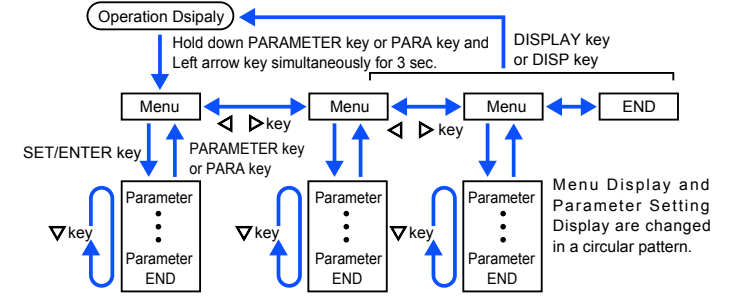 Operation Dsipaly
Hold down PARAMETER key or PARA key and
Left arrow key simultaneously for 3 sec.
DISPLAY key
or DISP key
Menu
Menu
Menu
END
key
key
SET/ENTER key
PARAMETER key
or PARA key
Parameter
Parameter
END
key
Parameter
Parameter
END
key
Parameter
Parameter
END
key
Menu Display and
Parameter Setting
Display are changed
in a circular pattern.